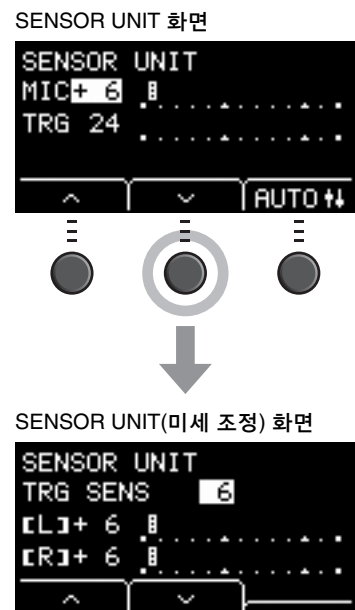 SENSOR UNIT 화면
SENSOR UNIT
MIC+ 6
TRG 24
AUTO
SENSOR UNIT(미세 조정) 화면
SENSOR UNIT
TRG SENS 6
[L]+ 6
[R]+ 6